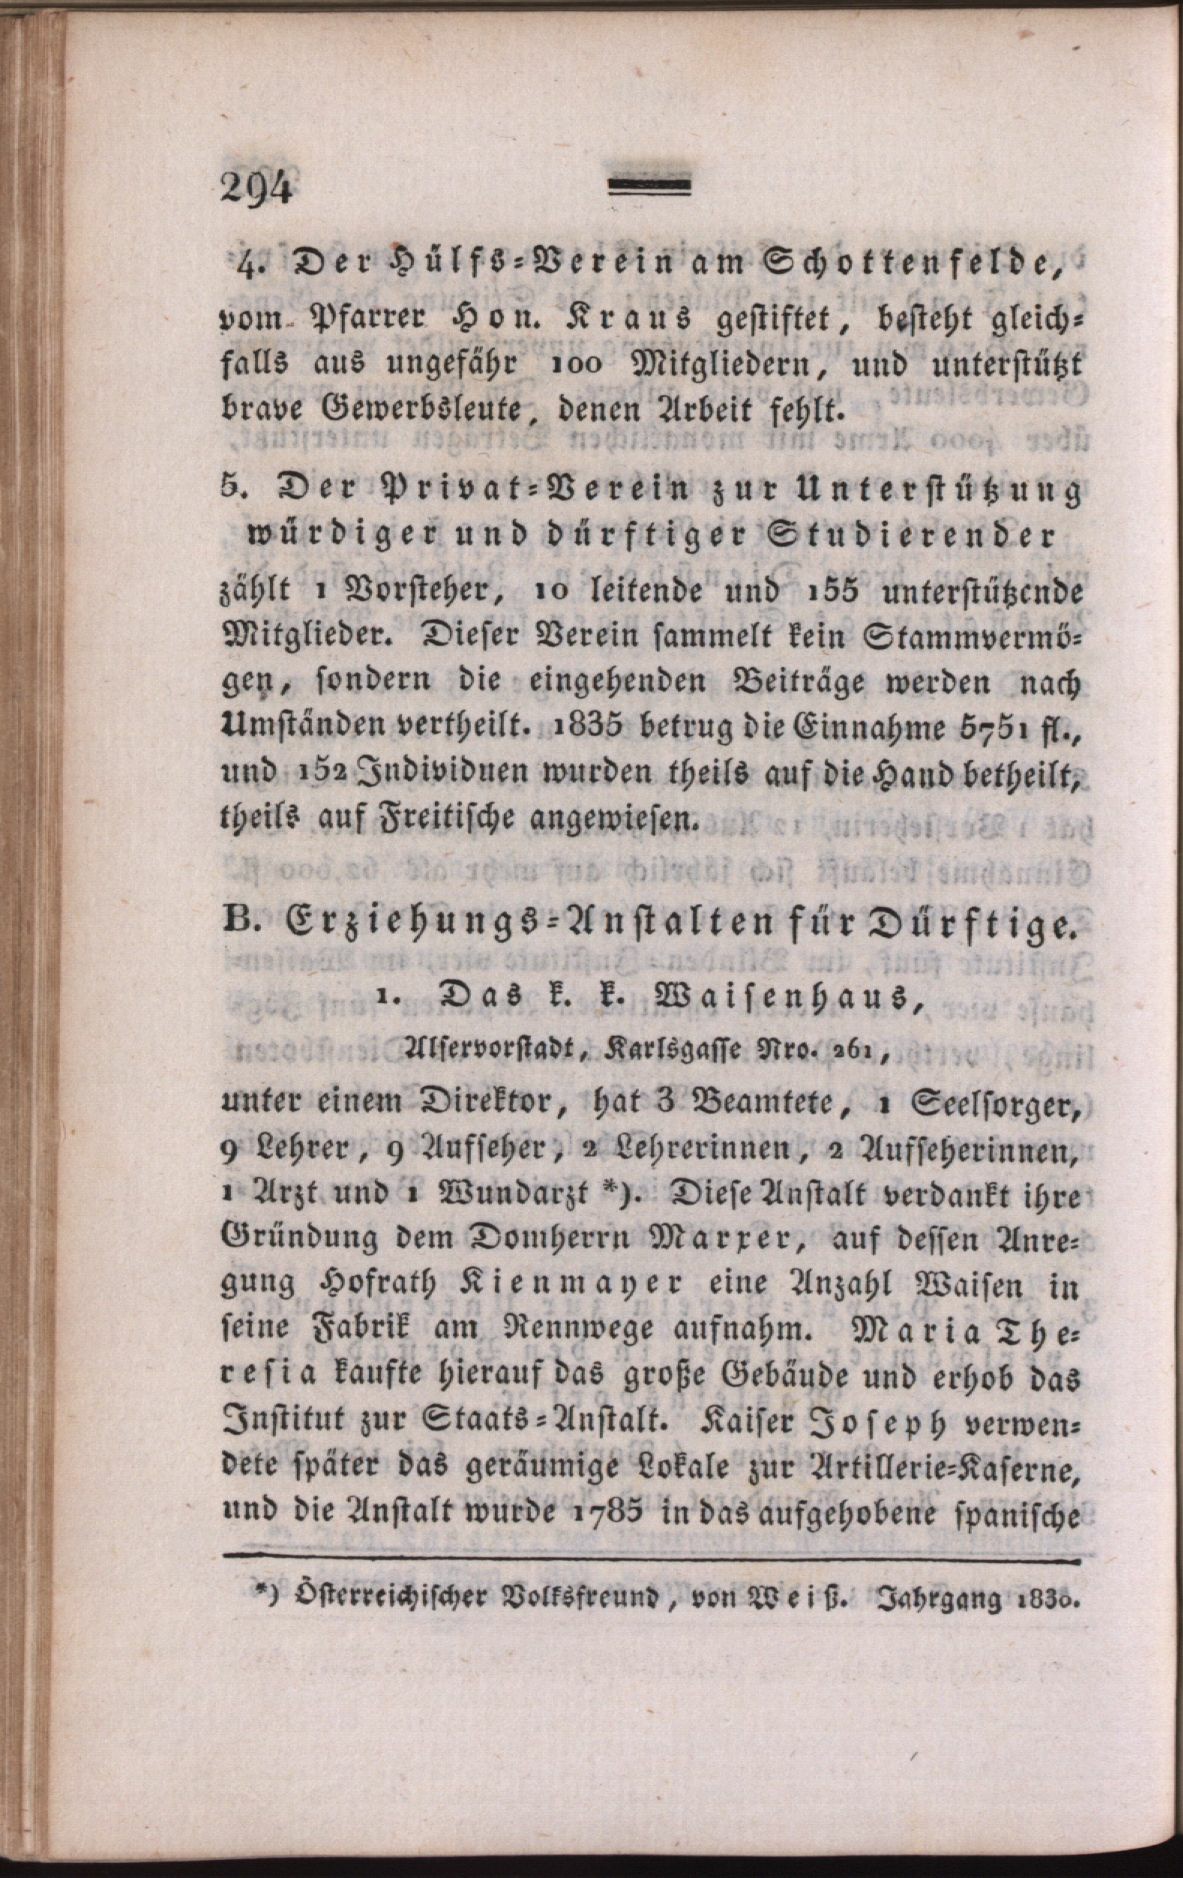 294
4. Der Hülfs-Verein am Schottenfelde,
vom Pfarrer Hon. Kraus gestiftet, besteht gleich-
falls aus ungefähr 100 Mitgliedern, und unterstützt
brave Gewerbsleute, denen Arbeit fehlt.
5. Der Privat-Verein zur Unterstützung
würdiger und dürftiger Studierender
zählt 1 Vorsteher, 10 leitende und 155 unterstützende
Mitglieder. Dieser Verein sammelt kein Stammvermö-
gen, sondern die eingehenden Beiträge werden nach
Umständen vertheilt. 1835 betrug die Einnahme 5751 fl.,
und 152 Individuen wurden theils auf die Hand betheilt,
theils auf Freitische angewiesen.
B. Erziehungs-Anstalten für Dürftige.
1. Das k. k. Waisenhaus,
Alservorstadt, Karlsgasse Nro. 261,
unter einem Direktor, hat 3 Beamtete, 1 Seelsorger,
9 Lehrer, 9 Aufseher, 2 Lehrerinnen, 2 Aufseherinnen,
1 Arzt und 1 Wundarzt *). Diese Anstalt verdankt ihre
Gründung dem Domherrn Marxer, auf dessen Anre-
gung Hofrath Kienmayer eine Anzahl Waisen in
seine Fabrik am Rennwege aufnahm. Maria The-
resia kaufte hierauf das große Gebäude und erhob das
Institut zur Staats-Anstalt. Kaiser Joseph verwen-
dete später das geräumige Lokale zur Artillerie-Kaserne,
und die Anstalt wurde 1785 in das aufgehobene spanische
*) Österreichischer Volksfreund, von Weiß. Jahrgang 1830.